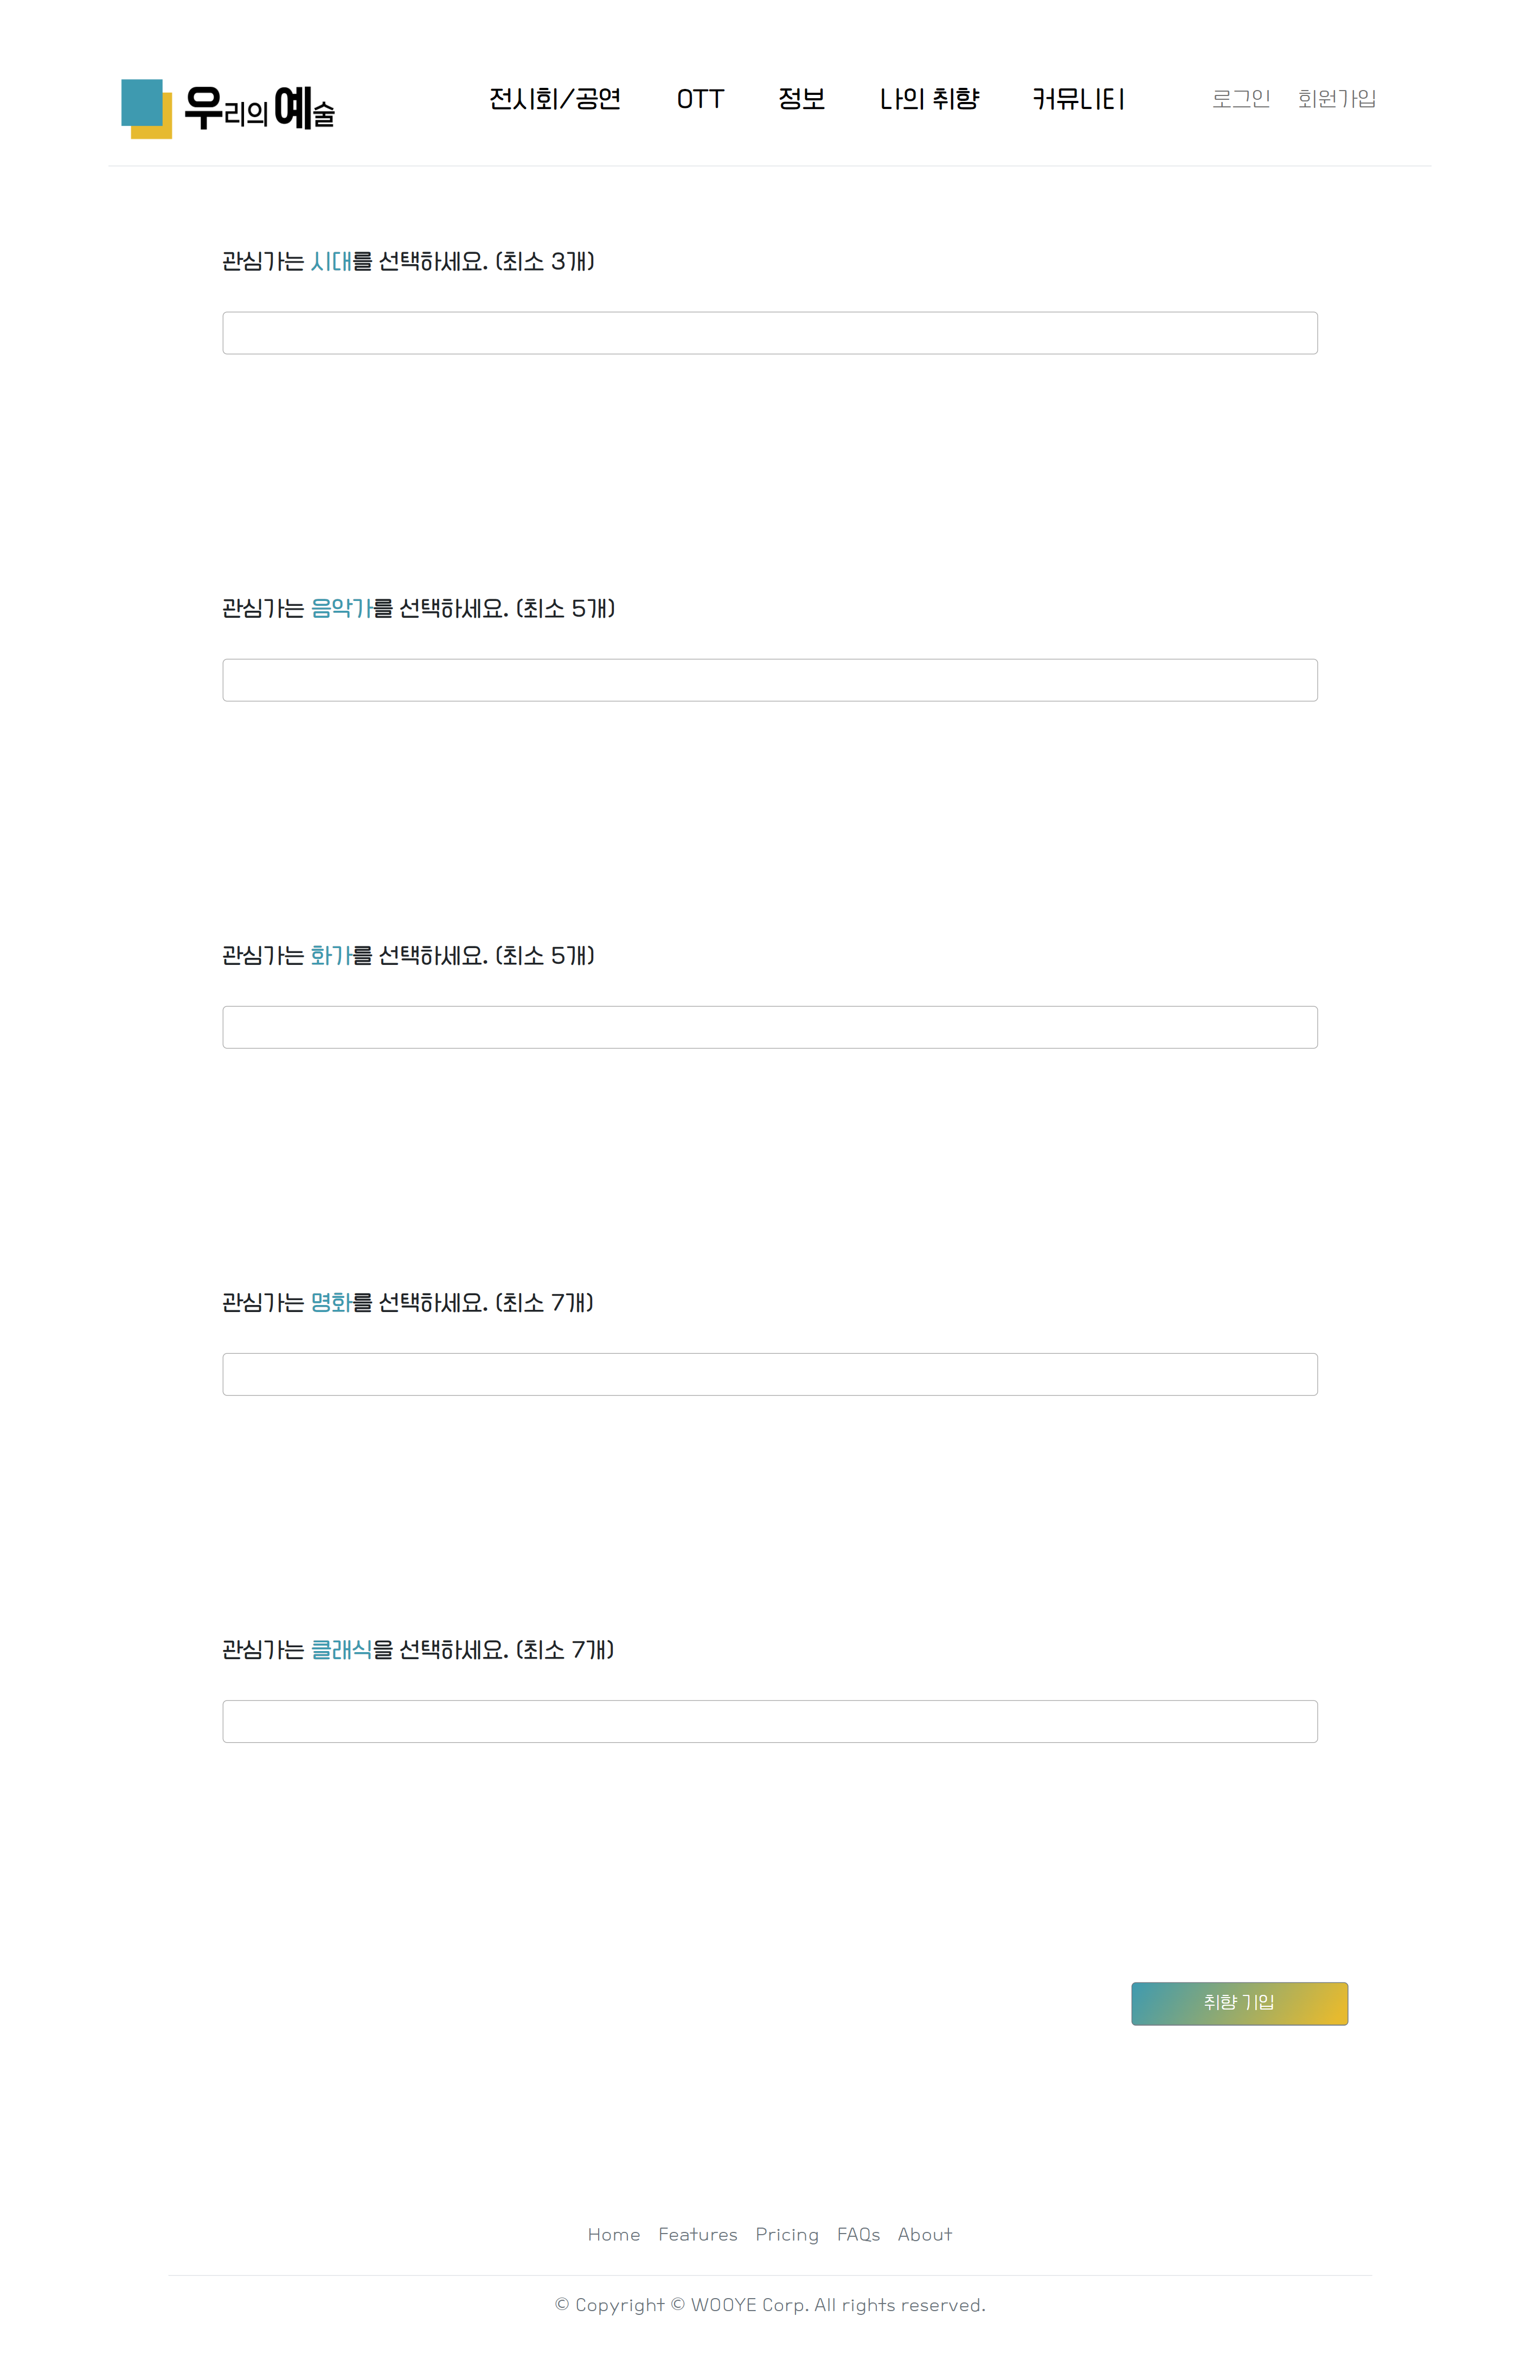 우리의 예술
전시회/공연 OTT 정보 나의 취향 커뮤니티 로그인 회원가입
관심가는 시대를 선택하세요. (최소 3개)
관심가는 음악가를 선택하세요. (최소 5개)
관심가는 화가를 선택하세요. (최소 5개)
관심가는 명화를 선택하세요. (최소 7개)
관심가는 클래식을 선택하세요. (최소 7개)
취향 기입
Home Features Pricing FAQs About
© Copyright © WOOYE Corp. All rights reserved.